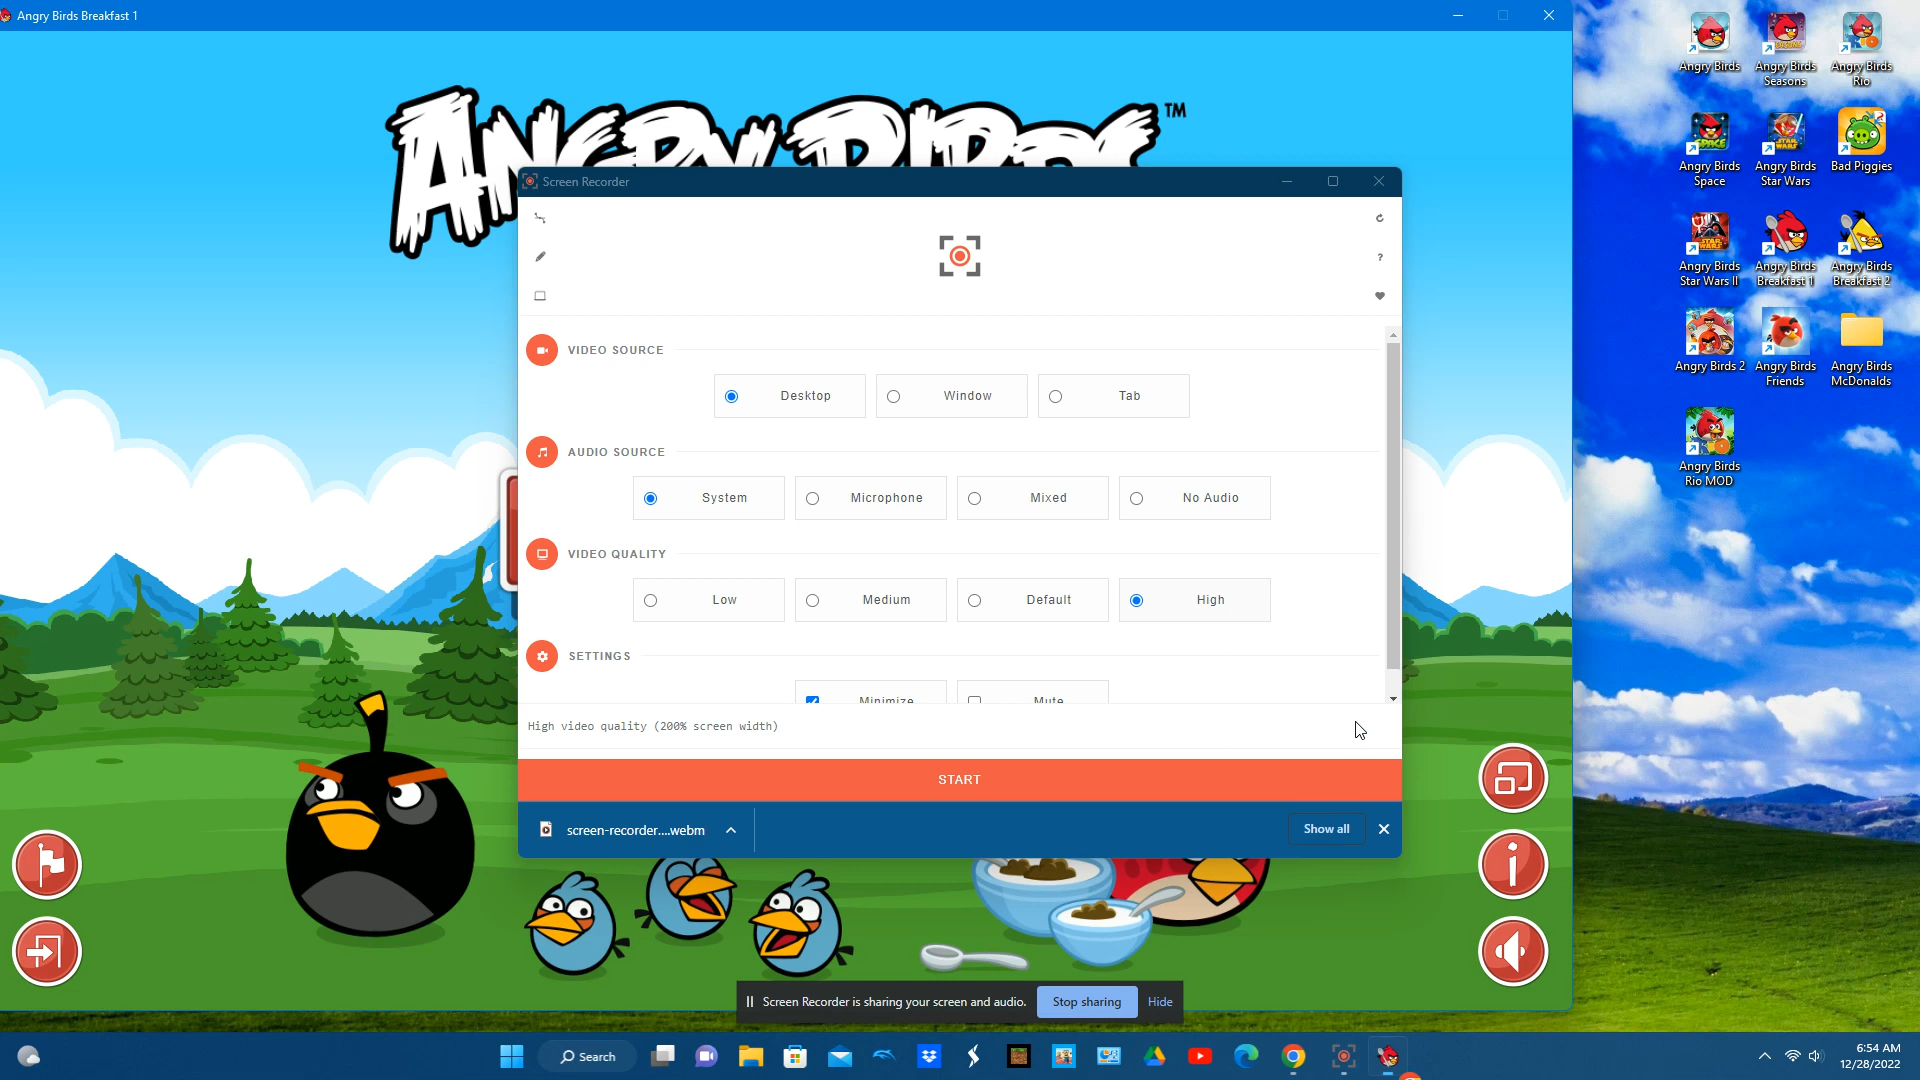 Angry Birds Breakfast 1
ANGRY BIRDS™
Screen Recorder
?
VIDEO SOURCE
Desktop
Window
Tab
AUDIO SOURCE
System
Microphone
Mixed
No Audio
VIDEO QUALITY
Low
Medium
Default
High
SETTINGS
Minimize
Mute
High video quality (200% screen width)
START
screen-recorder....webm
Show all
Screen Recorder is sharing your screen and audio.
Stop sharing
Hide
Angry Birds
Angry Birds
Seasons
Angry Birds
Rio
Angry Birds
Space
Angry Birds
Star Wars
Bad Piggies
Angry Birds
Star Wars II
Angry Birds
Breakfast 1
Angry Birds
Breakfast 2
Angry Birds 2
Angry Birds
Friends
Angry Birds
McDonalds
Angry Birds
Rio MOD
Search
6:54 AM
12/28/2022